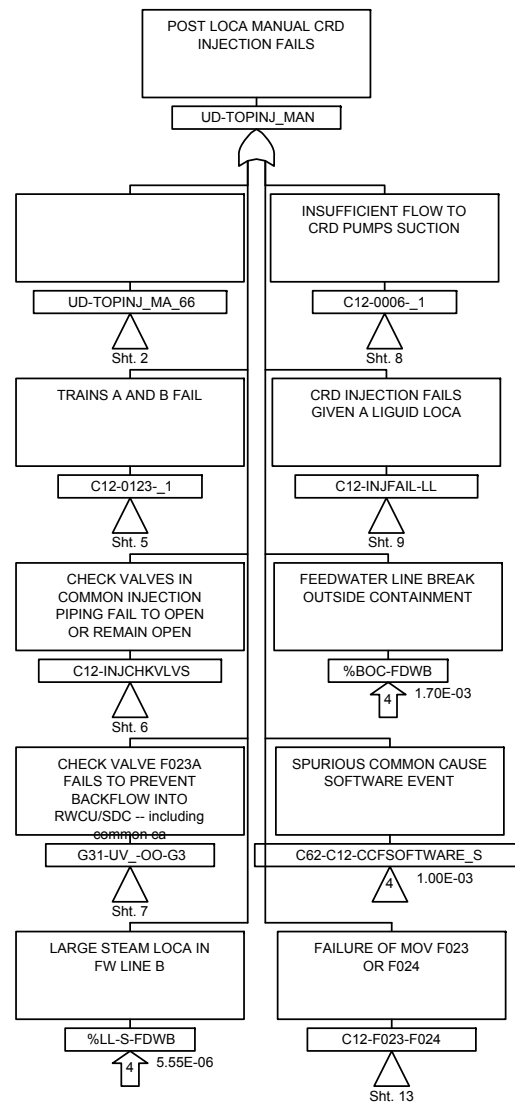 POST LOCA MANUAL CRD
INJECTION FAILS
UD-TOPINJ_MAN
UD-TOPINJ_MA_66
Sht. 2
INSUFFICIENT FLOW TO
CRD PUMPS SUCTION
C12-0006-_1
Sht. 8
TRAINS A AND B FAIL
C12-0123-_1
Sht. 5
CRD INJECTION FAILS
GIVEN A LIGUID LOCA
C12-INJFAIL-LL
Sht. 9
CHECK VALVES IN
COMMON INJECTION
PIPING FAIL TO OPEN
OR REMAIN OPEN
C12-INJCHKVLVS
Sht. 6
FEEDWATER LINE BREAK
OUTSIDE CONTAINMENT
%BOC-FDWB
4
1.70E-03
CHECK VALVE F023A
FAILS TO PREVENT
BACKFLOW INTO
RWCU/SDC -- including
common ca
G31-UV_-OO-G3
Sht. 7
SPURIOUS COMMON CAUSE
SOFTWARE EVENT
C62-C12-CCFSOFTWARE_S
4
1.00E-03
LARGE STEAM LOCA IN
FW LINE B
%LL-S-FDWB
4
5.55E-06
FAILURE OF MOV F023
OR F024
C12-F023-F024
Sht. 13